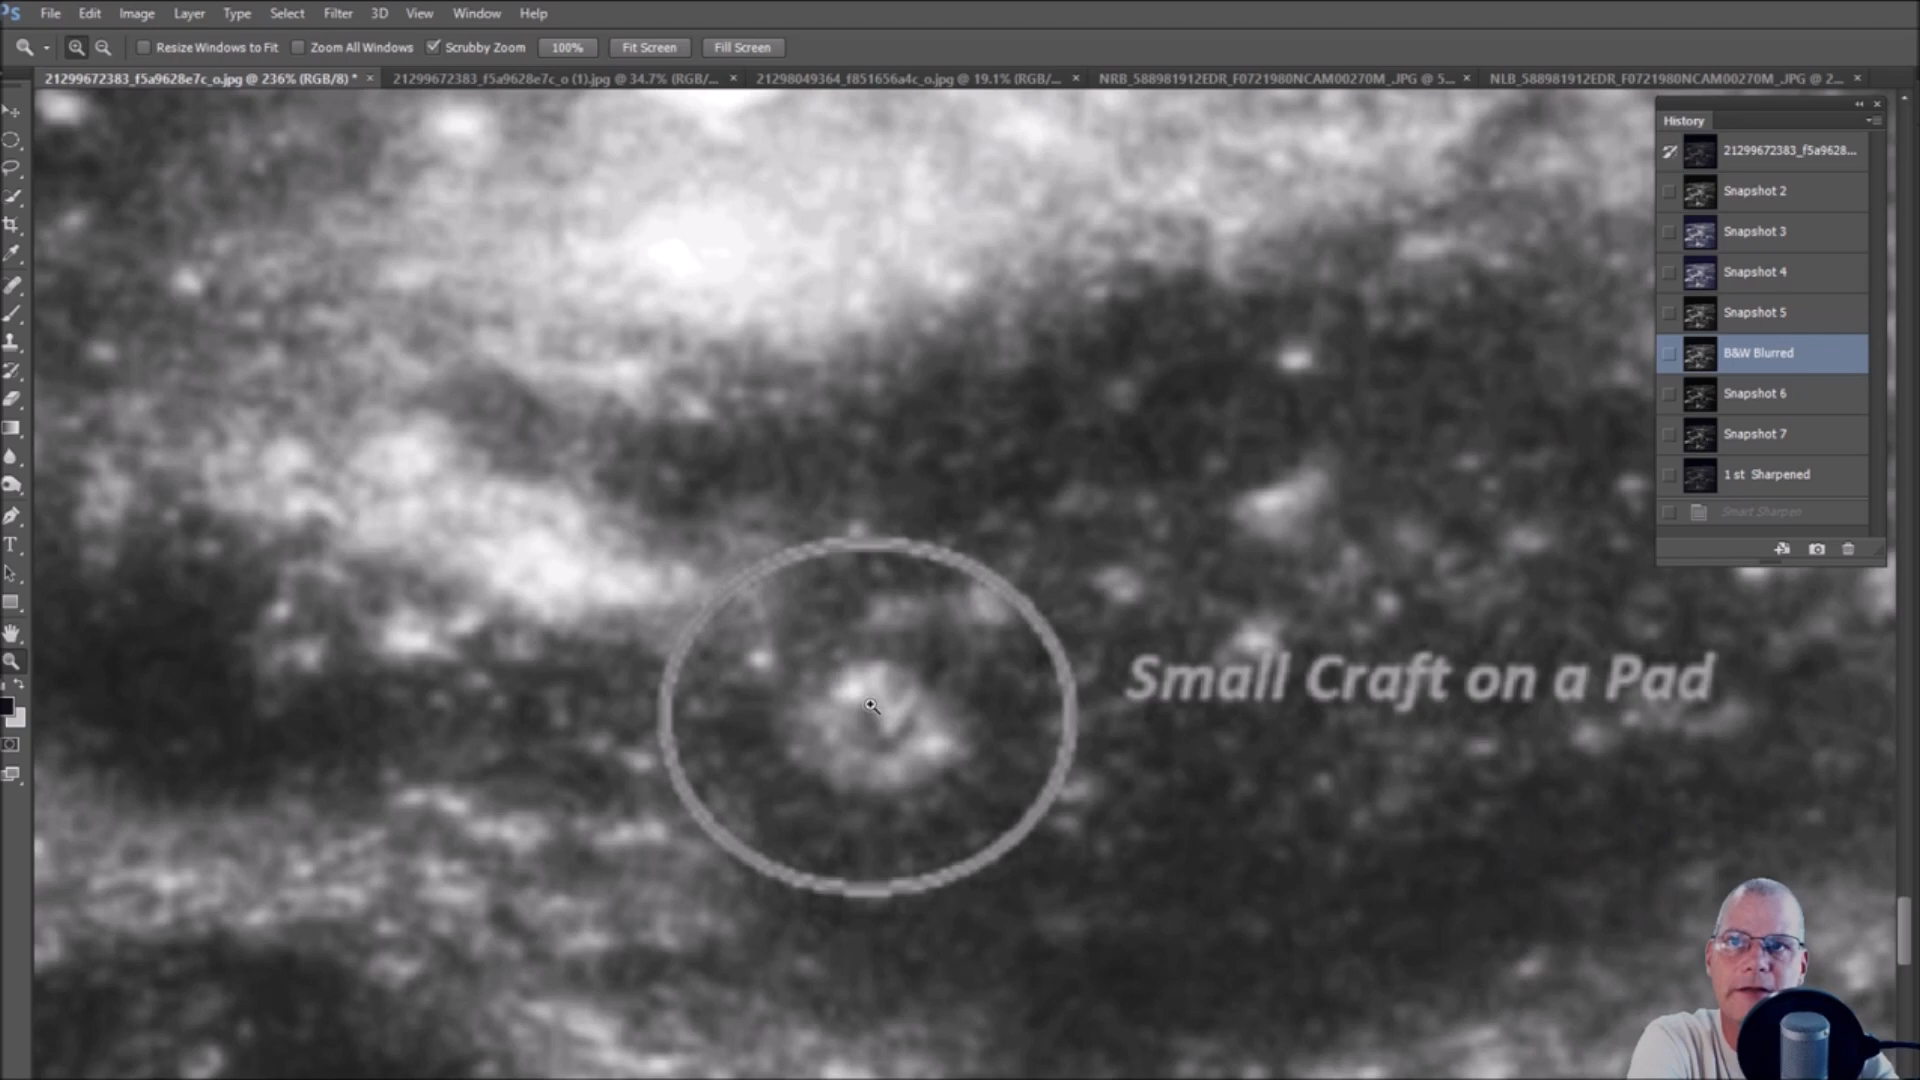 File Edit Image Layer Type Select Filter 3D View Window Help
Resize Windows to Fit Zoom All Windows Scrubby Zoom 100% Fit Screen Fill Screen
21299672383_f5a9628e7c_o.jpg @ 236% (RGB/8) * × 21299672383_f5a9628e7c_o (1).jpg @ 34.7% (RGB/... × 21298049364_f851656a4c_o.jpg @ 19.1% (RGB/... × NRB_588981912EDR_F0721980NCAM00270M_.JPG @ 5... × NLB_588981912EDR_F0721980NCAM00270M_.JPG @ 2... ×
History
21299672383_f5a9628...
Snapshot 2
Snapshot 3
Snapshot 4
Snapshot 5
B&W Blurred
Snapshot 6
Snapshot 7
1 st Sharpened
Smart Sharpen
Small Craft on a Pad